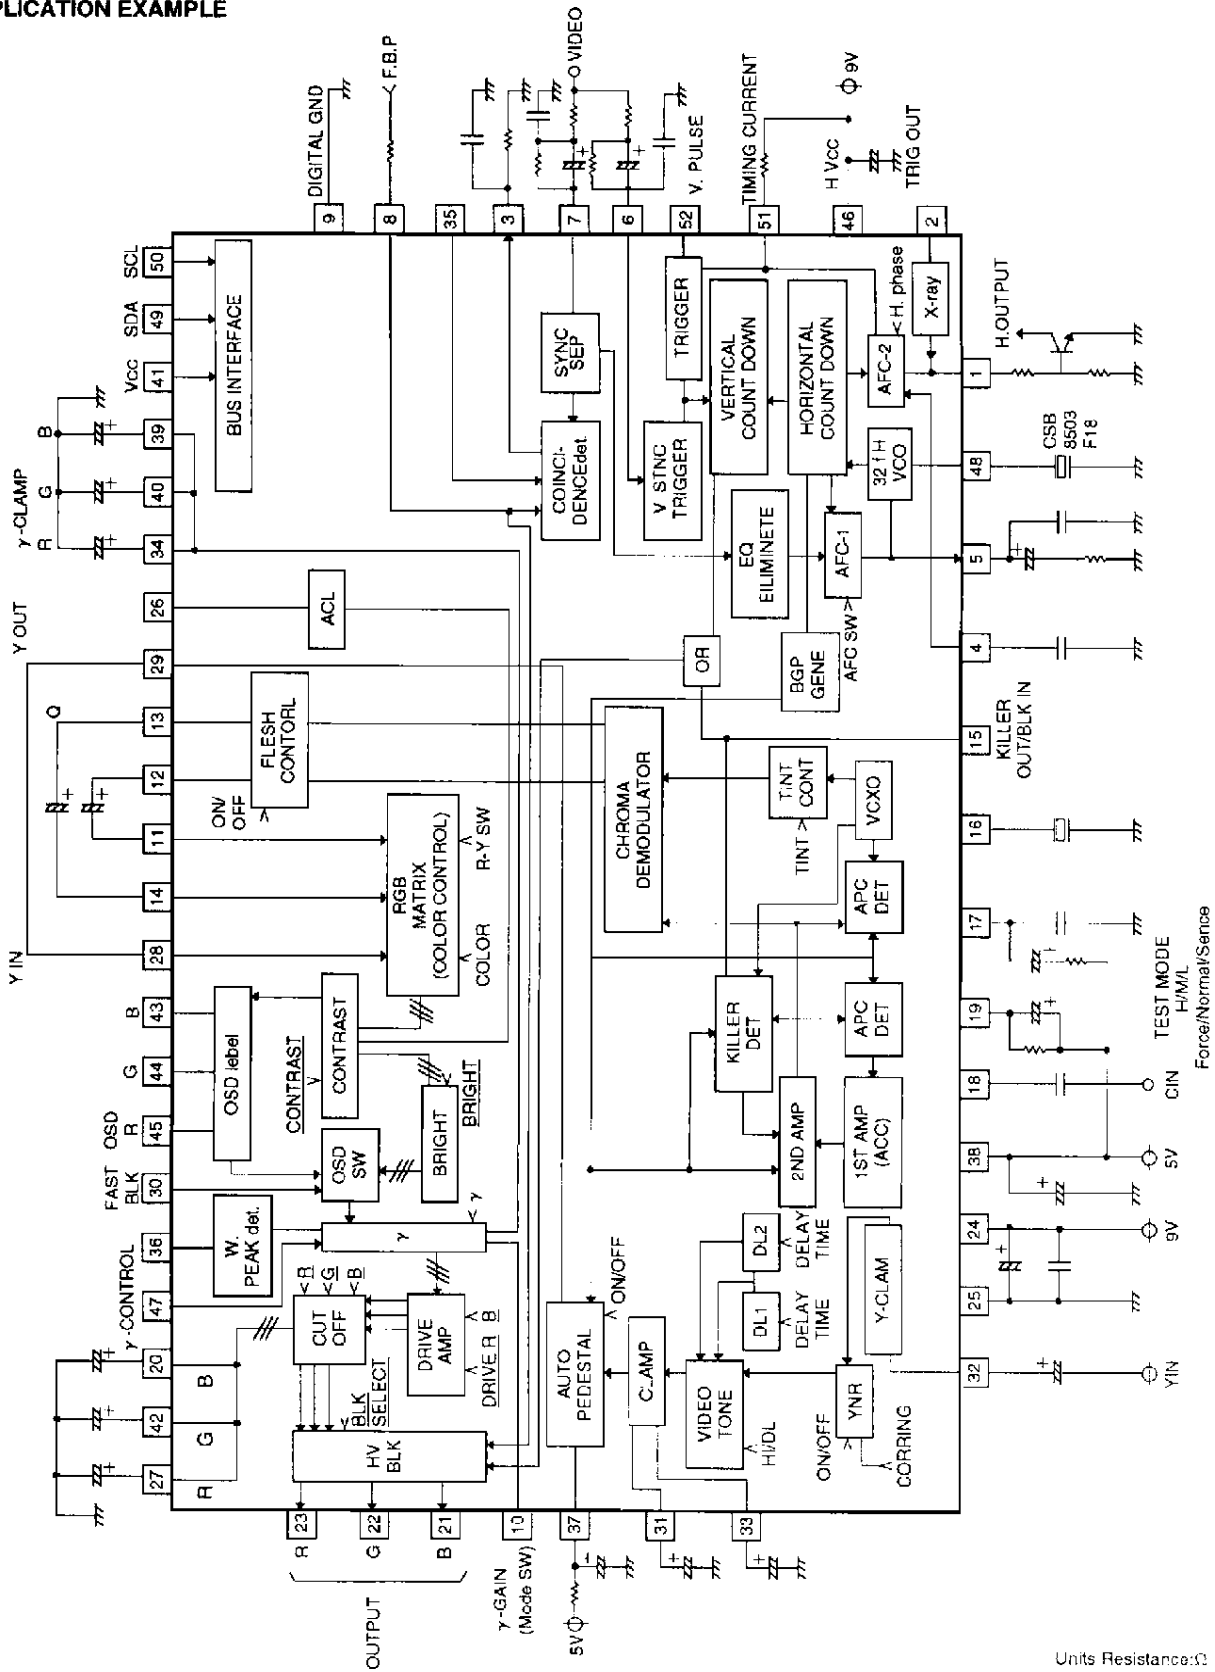 PLICATION EXAMPLE
DIGITAL GND
F.B.P
VIDEO
V. PULSE
TIMING CURRENT
9V
H VCC
TRIG OUT
9
8
35
3
7
6
52
51
46
2
SCL
50
SDA
49
Vcc
41
B
39
G
40
R
34
γ-CLAMP
26
Y OUT
29
Q
13
12
11
14
28
Y IN
B
43
G
44
R
45
OSD
FAST
BLK
30
36
47
γ-CONTROL
20
B
42
G
27
R
BUS INTERFACE
ACL
FLESH
CONTORL
ON/
OFF
RGB
MATRIX
(COLOR CONTROL)
R-Y SW
COLOR
OSD lebel
CONTRAST
CONTRAST
BRIGHT
BRIGHT
OSD
SW
W.
PEAK det.
γ
γ
CUT
OFF
R
G
B
DRIVE
AMP
DRIVE R
B
BLK
SELECT
HV
BLK
SYNC
SEP
COINCI-
DENCEdet.
TRIGGER
V STNC
TRIGGER
VERTICAL
COUNT DOWN
HORIZONTAL
COUNT DOWN
AFC-2
H. phase
X-ray
32 f H
VCO
EQ
EILIMINETE
AFC-1
AFC SW
BGP
GENE
OR
CHROMA
DEMODULATOR
TINT
CONT
TINT
VCXO
APC
DET
KILLER
DET
APC
DET
2ND AMP
1ST AMP
(ACC)
DL2
DELAY
TIME
DL1
DELAY
TIME
Y-CLAM
AUTO
PEDESTAL
ON/OFF
CLAMP
VIDEO
TONE
HI/DL
YNR
ON/OFF
CORRING
H.OUTPUT
1
48
CSB
8503
F18
5
4
15
KILLER
OUT/BLK IN
16
17
TEST MODE
H/M/L
Force/Normal/Sence
19
18
CIN
38
5V
24
9V
25
32
YIN
23
22
21
10
37
31
33
R
G
B
OUTPUT
γ-GAIN
(Mode SW)
5V
Units Resistance:Ω